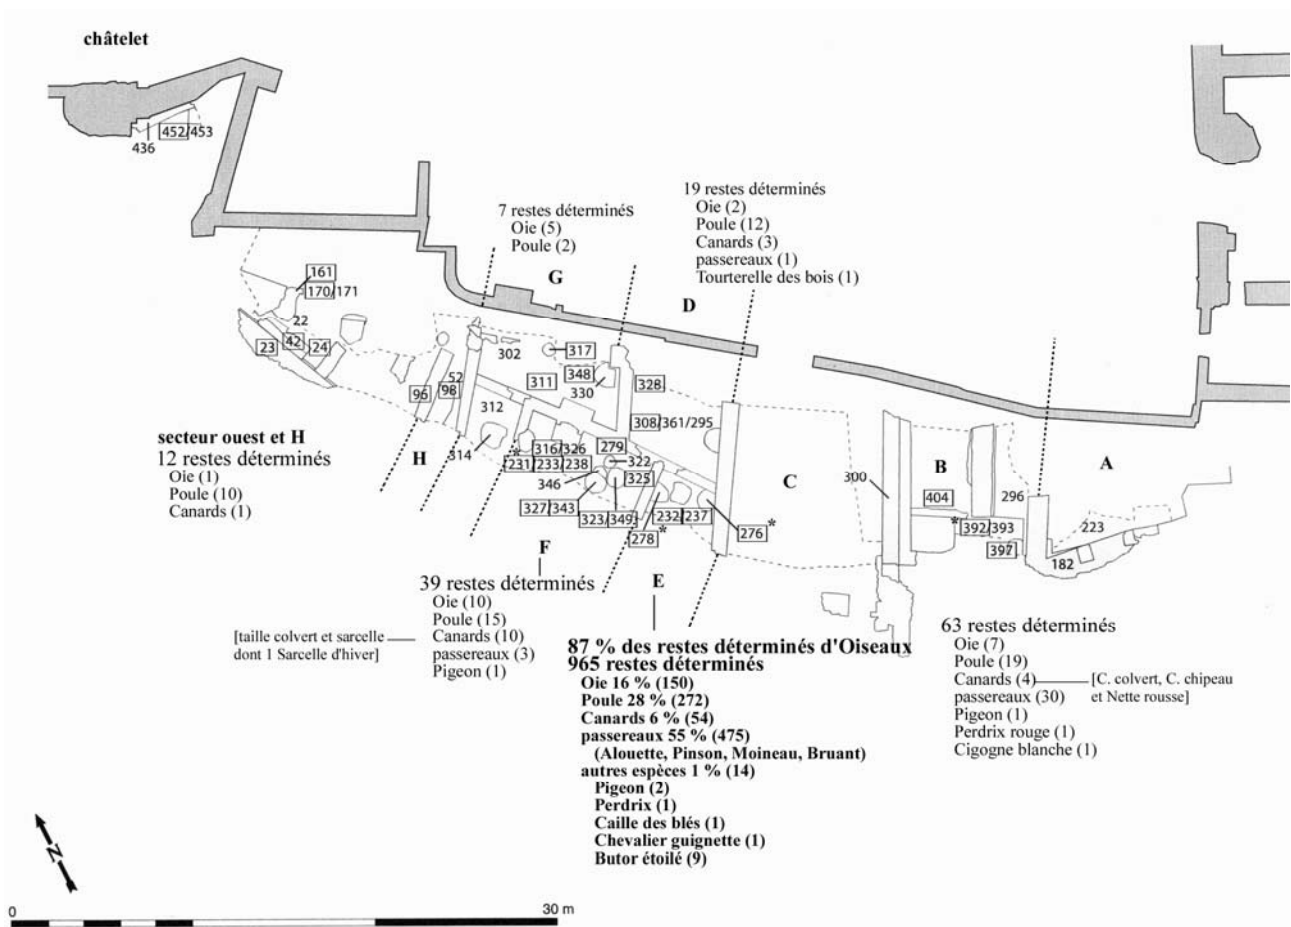 châtelet
452/453
436
19 restes déterminés
Oie (2)
Poule (12)
Canards (3)
passereaux (1)
Tourterelle des bois (1)
7 restes déterminés
Oie (5)
Poule (2)
G
D
161
170/171
22
42
23
24
302
317
348
311
330
328
52
96
98
312
308/361/295
314
316/326
279
231/233/238
322
325
346
327/343
323/349
232/237
278
276
secteur ouest et H
12 restes déterminés
Oie (1)
Poule (10)
Canards (1)
H
C
B
A
300
404
296
392/393
397
223
182
F
39 restes déterminés
Oie (10)
Poule (15)
Canards (10)
passereaux (3)
Pigeon (1)
[taille colvert et sarcelle
dont 1 Sarcelle d'hiver]
E
87 % des restes déterminés d'Oiseaux
965 restes déterminés
Oie 16 % (150)
Poule 28 % (272)
Canards 6 % (54)
passereaux 55 % (475)
(Alouette, Pinson, Moineau, Bruant)
autres espèces 1 % (14)
Pigeon (2)
Perdrix (1)
Caille des blés (1)
Chevalier guignette (1)
Butor étoilé (9)
63 restes déterminés
Oie (7)
Poule (19)
Canards (4)
passereaux (30)
Pigeon (1)
Perdrix rouge (1)
Cigogne blanche (1)
[C. colvert, C. chipeau
et Nette rousse]
N
0
30 m